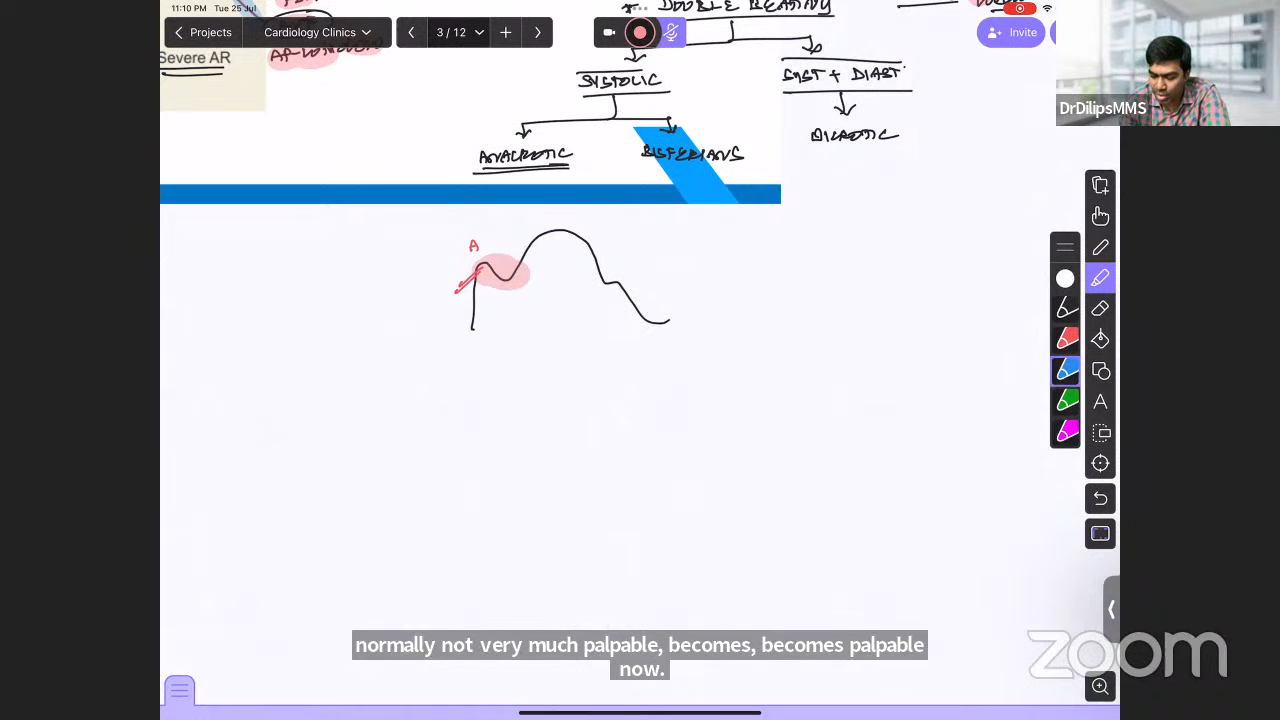 11:10 PM Tue 25 Jul
DOUBLE BEATING
Projects
Cardiology Clinics
3 / 12
Invite
Severe AR
SYSTOLIC
SYST + DIAST
DrDilipsMMS
ANACROTIC
BISFERIANS
DICROTIC
A
A
normally not very much palpable, becomes, becomes palpable
now.
zoom